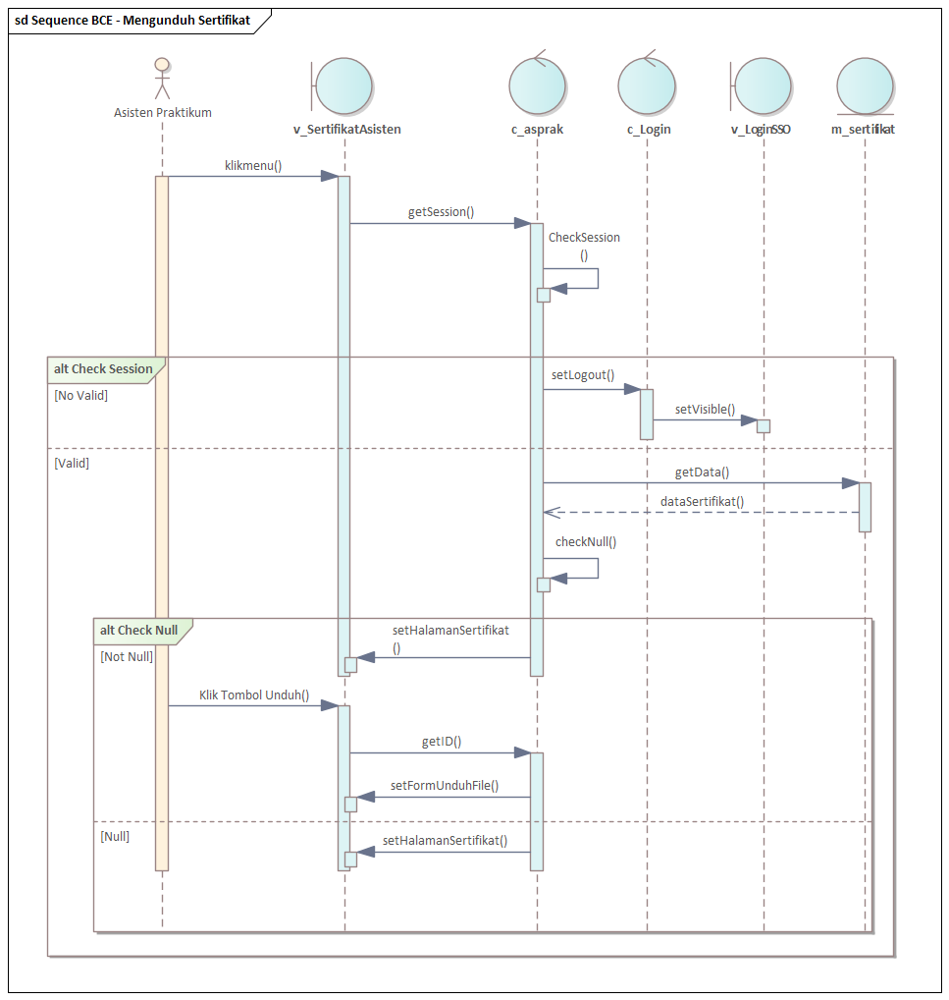 sd Sequence BCE - Mengunduh Sertifikat
Asisten Praktikum
v_SertifikatAsisten
c_asprak
c_Login
v_LoginSSO
m_sertifikat
klikmenu()
getSession()
CheckSession
()
alt Check Session
[No Valid]
setLogout()
setVisible()
[Valid]
getData()
dataSertifikat()
checkNull()
alt Check Null
[Not Null]
setHalamanSertifikat
()
Klik Tombol Unduh()
getID()
setFormUnduhFile()
[Null]
setHalamanSertifikat()